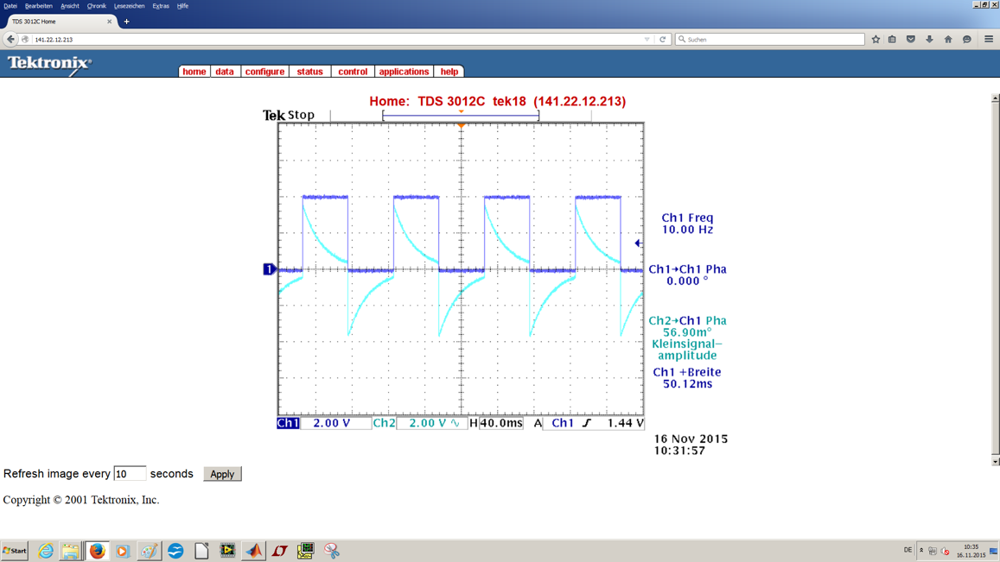 Datei Bearbeiten Ansicht Chronik Lesezeichen Extras Hilfe
TDS 3012C Home
141.22.12.213
Suchen
Tektronix
home data configure status control applications help
Home: TDS 3012C tek18 (141.22.12.213)
Tek Stop
Ch1 Freq
10.00 Hz
1
Ch1→Ch1 Pha
0.000 °
Ch2→Ch1 Pha
56.90m°
Kleinsignal-
amplitude
Ch1 +Breite
50.12ms
Ch1 2.00 V Ch2 2.00 V H 40.0ms A Ch1 1.44 V
16 Nov 2015
10:31:57
Refresh image every 10 seconds Apply
Copyright © 2001 Tektronix, Inc.
Start
DE
10:35
16.11.2015